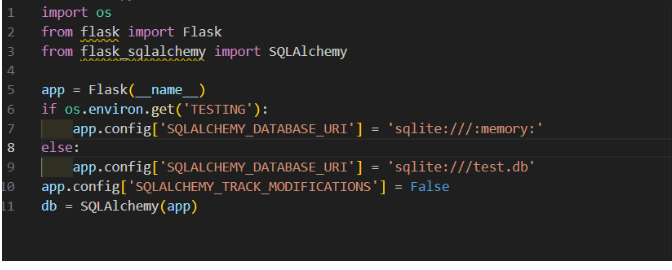 1 import os
2 from flask import Flask
3 from flask_sqlalchemy import SQLAlchemy
4
5 app = Flask(__name__)
6 if os.environ.get('TESTING'):
7     app.config['SQLALCHEMY_DATABASE_URI'] = 'sqlite:///:memory:'
8 else:
9     app.config['SQLALCHEMY_DATABASE_URI'] = 'sqlite:///test.db'
10 app.config['SQLALCHEMY_TRACK_MODIFICATIONS'] = False
11 db = SQLAlchemy(app)